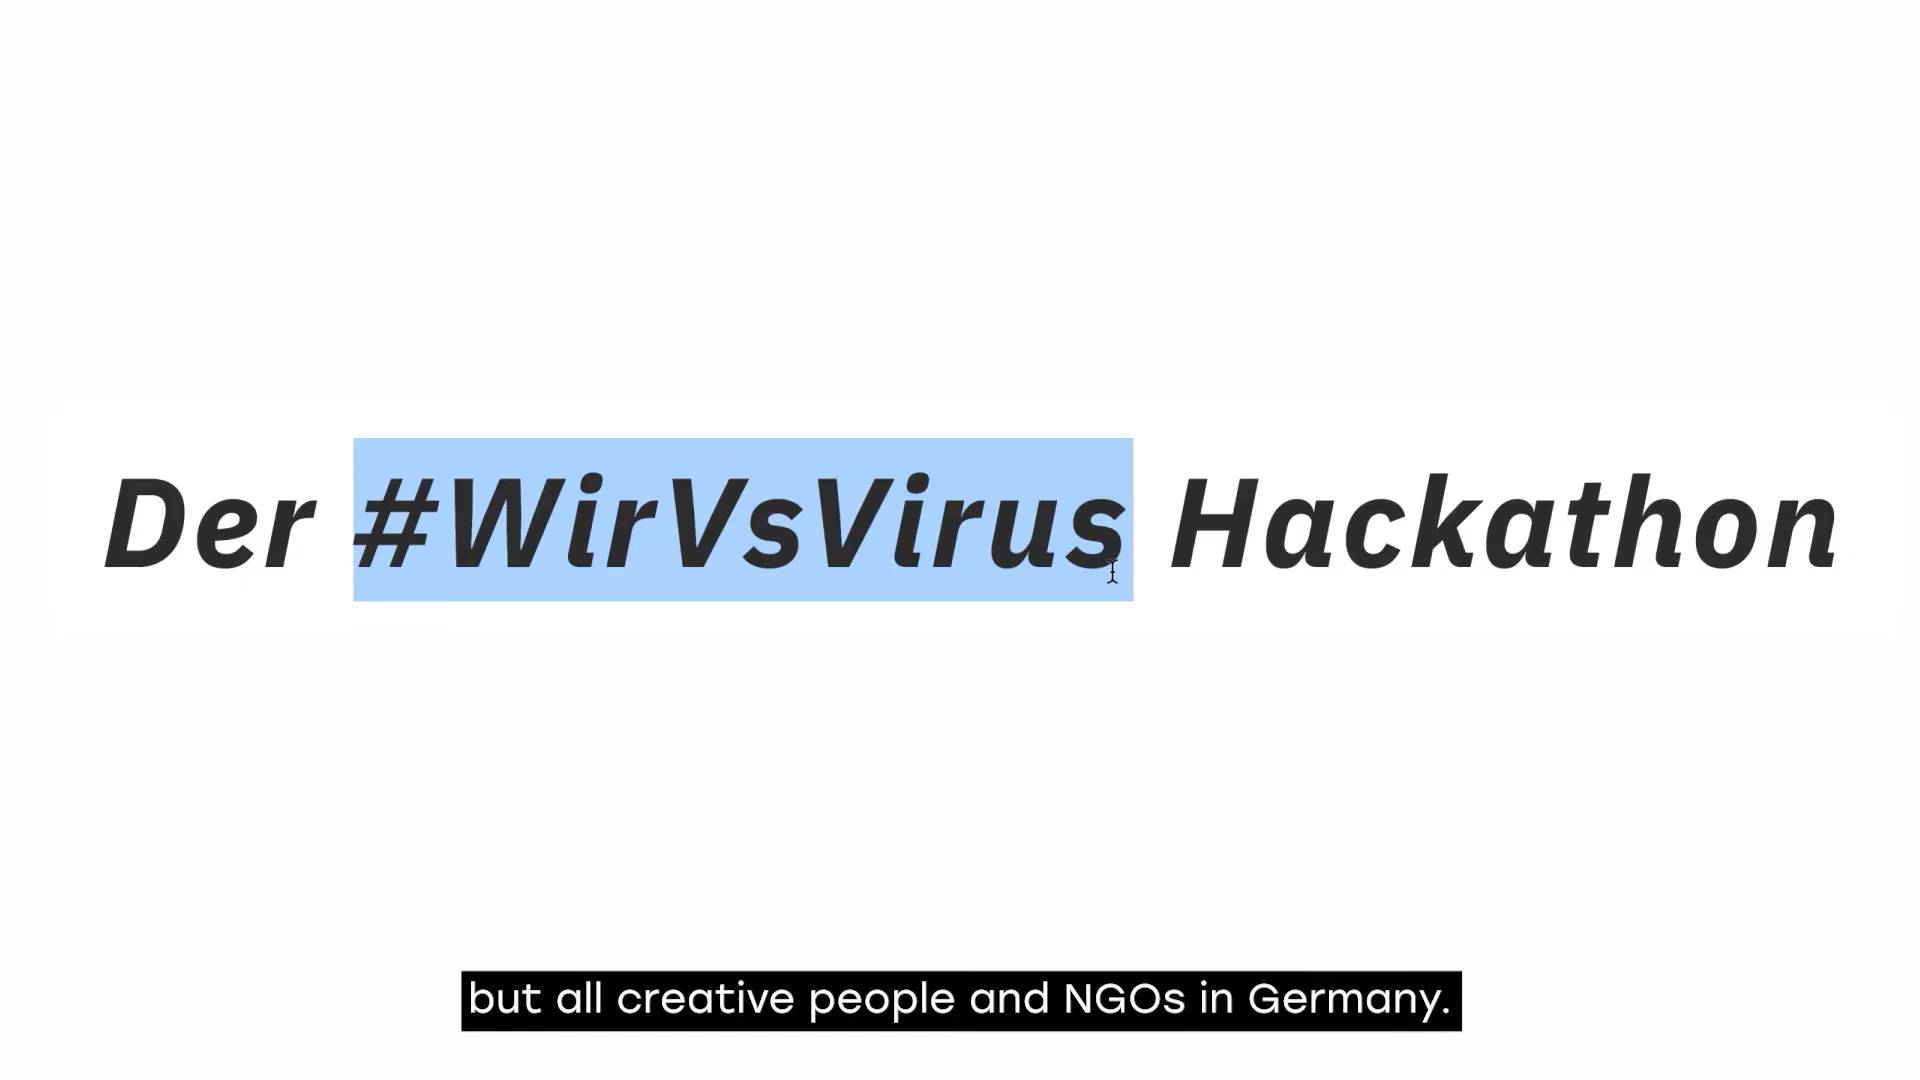 Der #WirVsVirus Hackathon
but all creative people and NGOs in Germany.